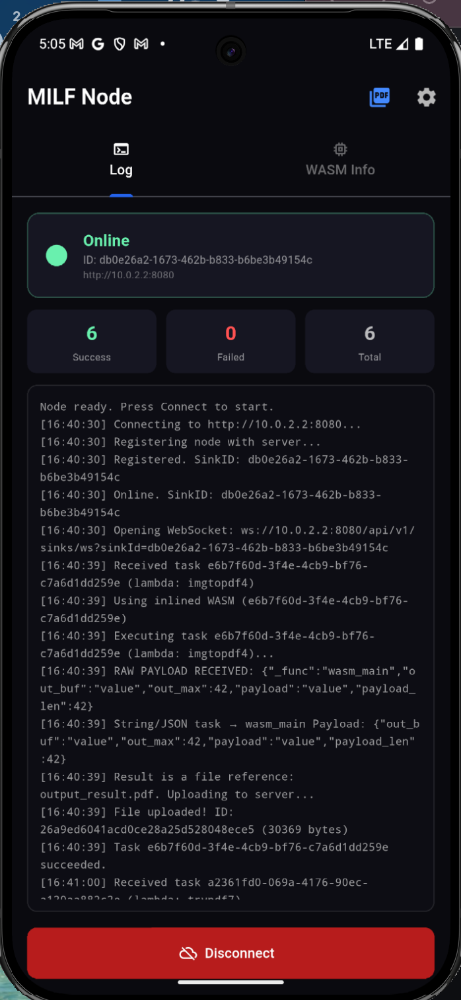 2
5:05 LTE
MILF Node PDF
Log WASM Info
Online
ID: db0e26a2-1673-462b-b833-b6be3b49154c
http://10.0.2.2:8080
6 0 6
Success Failed Total
Node ready. Press Connect to start.
[16:40:30] Connecting to http://10.0.2.2:8080...
[16:40:30] Registering node with server...
[16:40:30] Registered. SinkID: db0e26a2-1673-462b-b833-
b6be3b49154c
[16:40:30] Online. SinkID: db0e26a2-1673-462b-b833-
b6be3b49154c
[16:40:30] Opening WebSocket: ws://10.0.2.2:8080/api/v1/
sinks/ws?sinkId=db0e26a2-1673-462b-b833-b6be3b49154c
[16:40:39] Received task e6b7f60d-3f4e-4cb9-bf76-
c7a6d1dd259e (lambda: imgtopdf4)
[16:40:39] Using inlined WASM (e6b7f60d-3f4e-4cb9-bf76-
c7a6d1dd259e)
[16:40:39] Executing task e6b7f60d-3f4e-4cb9-bf76-
c7a6d1dd259e (lambda: imgtopdf4)...
[16:40:39] RAW PAYLOAD RECEIVED: {"_func":"wasm_main","o
ut_buf":"value","out_max":42,"payload":"value","payload_
len":42}
[16:40:39] String/JSON task → wasm_main Payload: {"out_b
uf":"value","out_max":42,"payload":"value","payload_len"
:42}
[16:40:39] Result is a file reference:
output_result.pdf. Uploading to server...
[16:40:39] File uploaded! ID:
26a9ed6041acd0ce28a25d528048ece5 (30369 bytes)
[16:40:39] Task e6b7f60d-3f4e-4cb9-bf76-c7a6d1dd259e
succeeded.
[16:41:00] Received task a2361fd0-069a-4176-90ec-
Disconnect